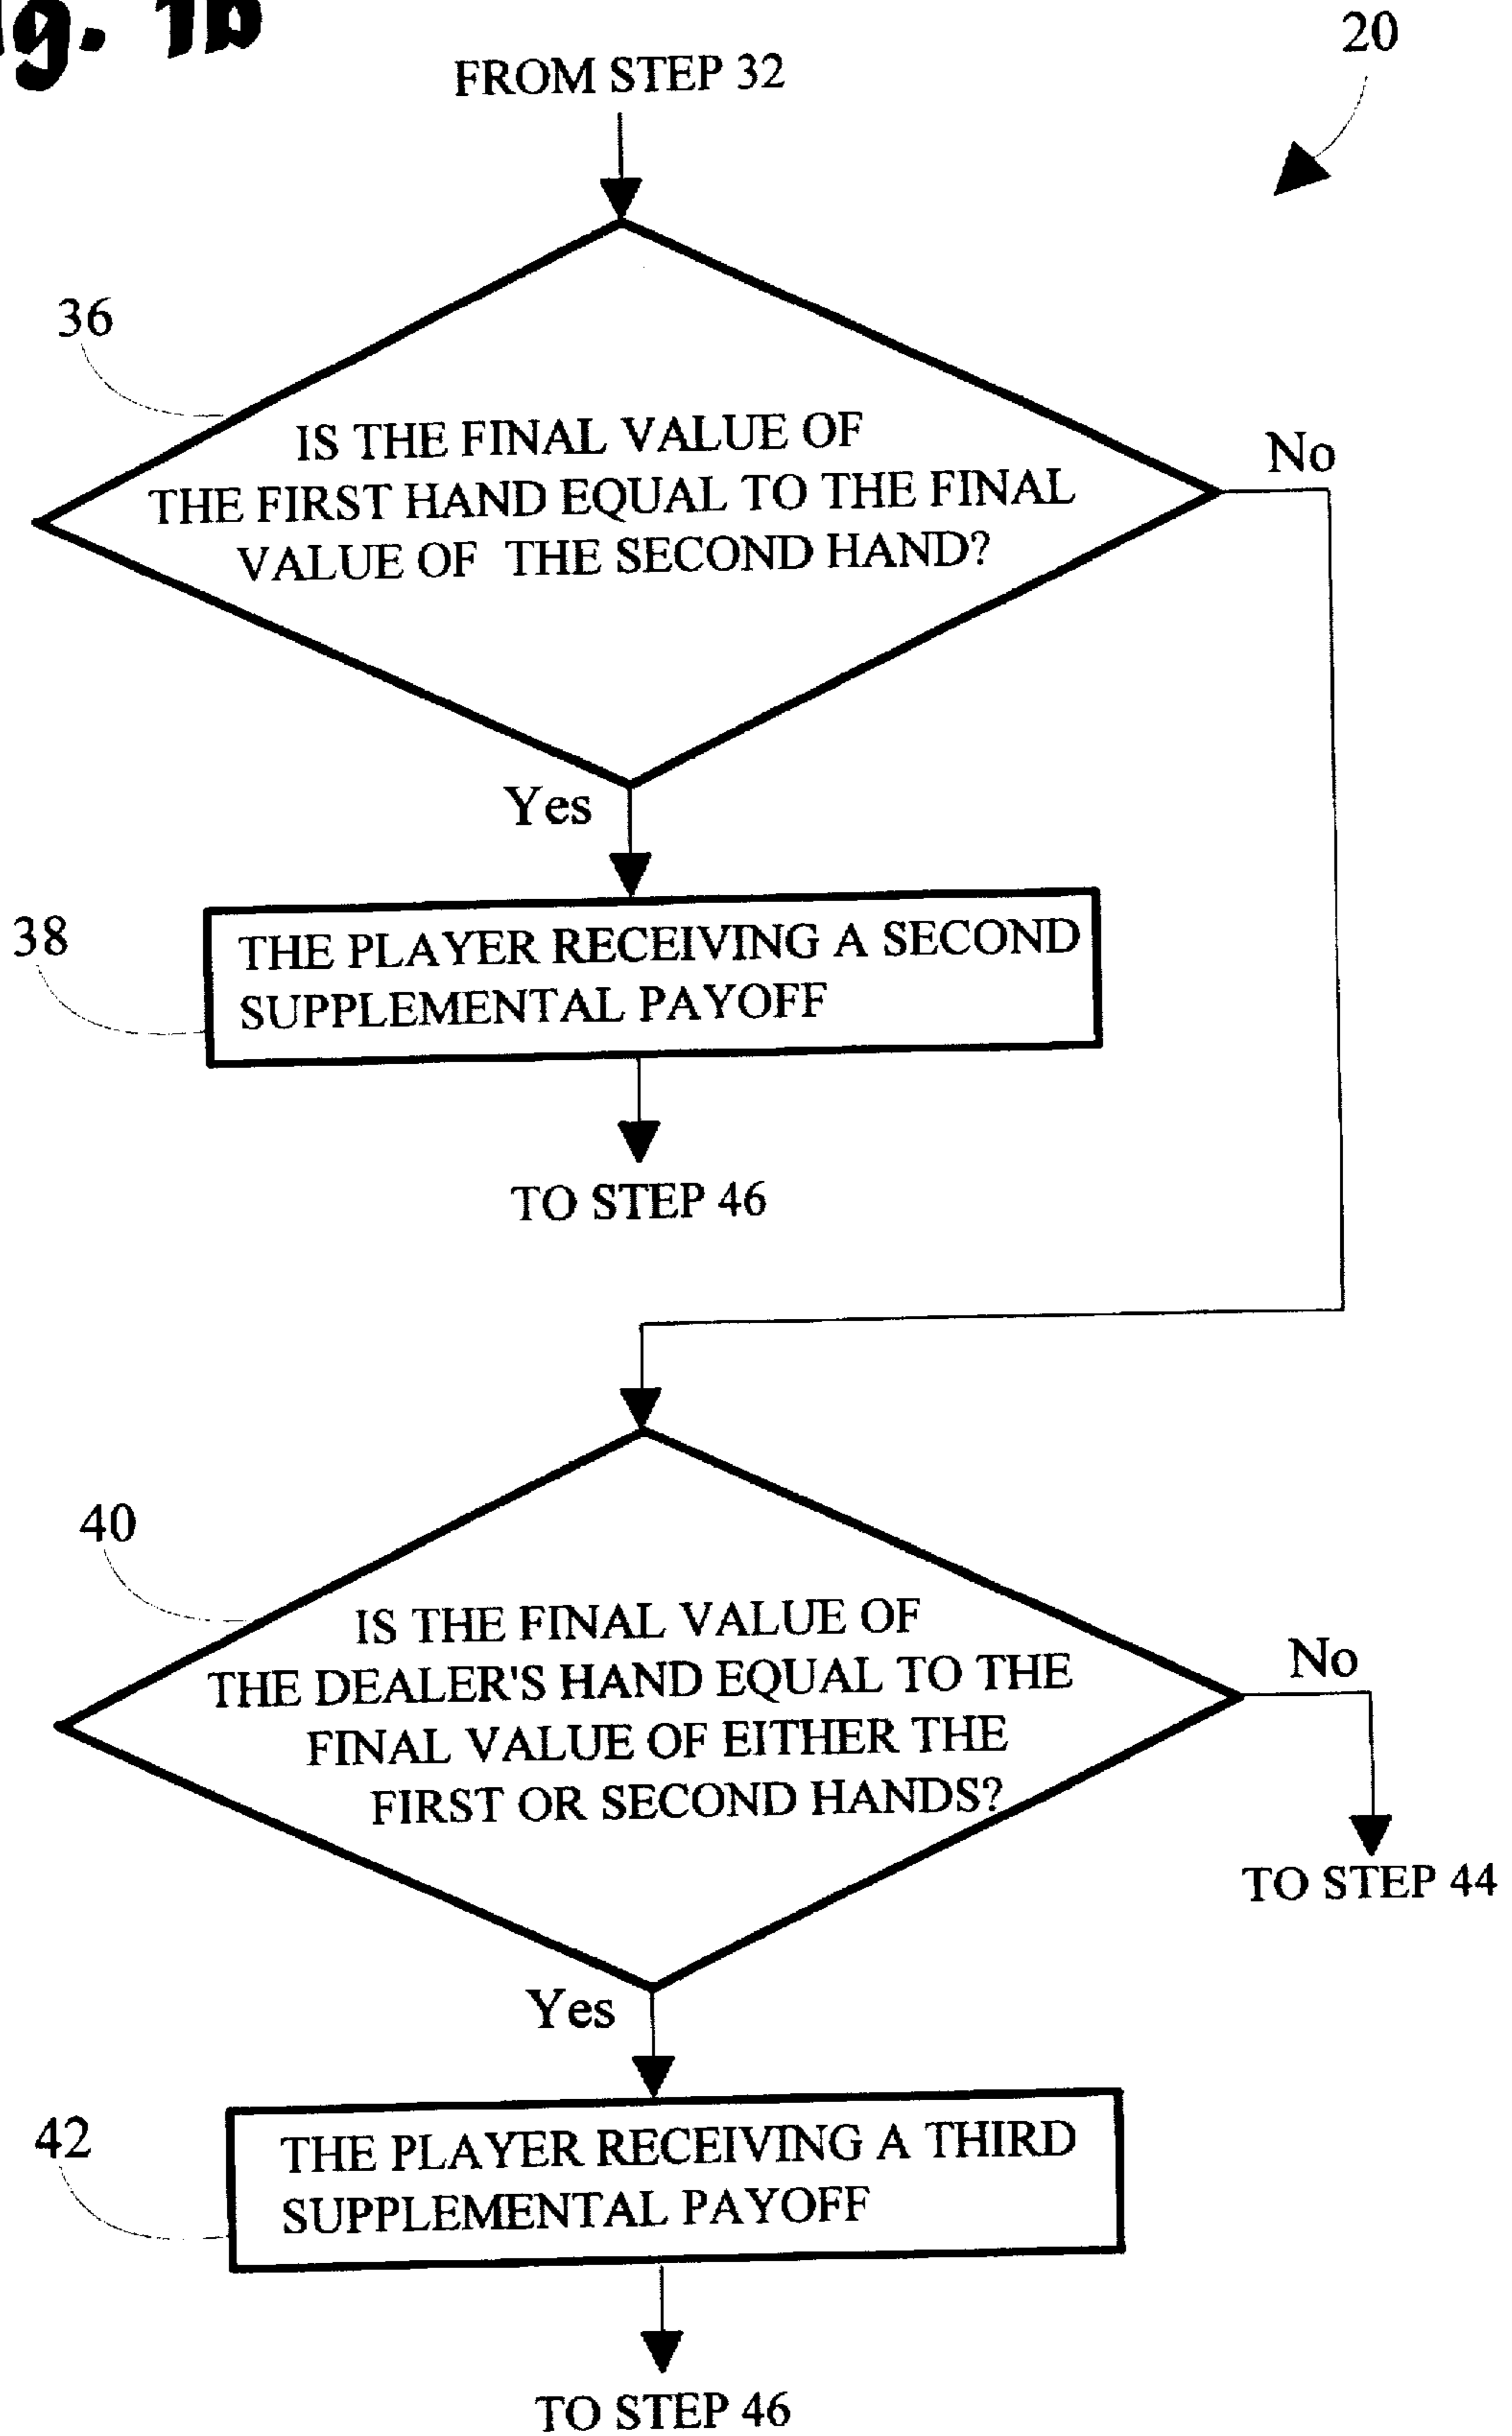 1b
20
FROM STEP 32
36
IS THE FINAL VALUE OF
THE FIRST HAND EQUAL TO THE FINAL
VALUE OF THE SECOND HAND?
No
Yes
38
THE PLAYER RECEIVING A SECOND
SUPPLEMENTAL PAYOFF
TO STEP 46
40
IS THE FINAL VALUE OF
THE DEALER'S HAND EQUAL TO THE
FINAL VALUE OF EITHER THE
FIRST OR SECOND HANDS?
No
TO STEP 44
Yes
42
THE PLAYER RECEIVING A THIRD
SUPPLEMENTAL PAYOFF
TO STEP 46